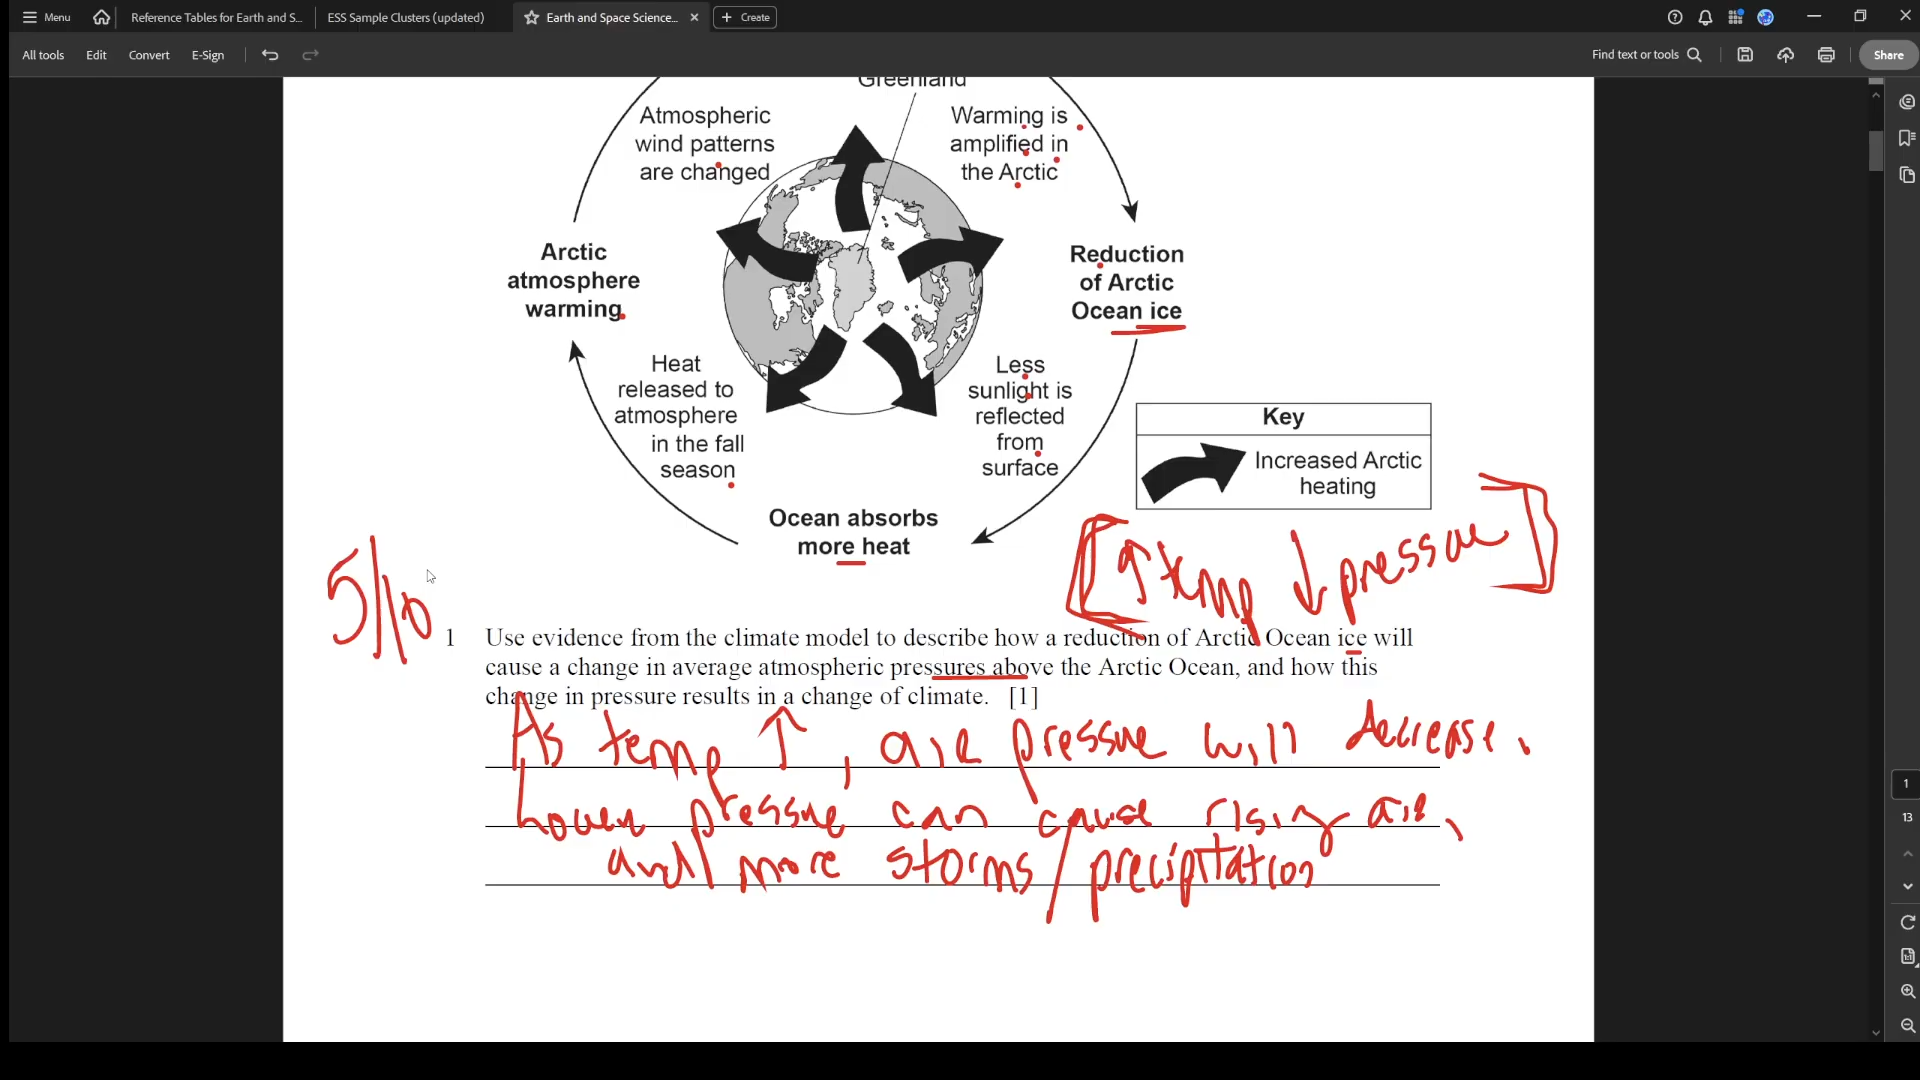 Menu
Reference Tables for Earth and S...
ESS Sample Clusters (updated)
Earth and Space Science...
Create
All tools
Edit
Convert
E-Sign
Find text or tools
Share
Greenland
Atmospheric
wind patterns
are changed
Warming is
amplified in
the Arctic
Arctic
atmosphere
warming
Reduction
of Arctic
Ocean ice
Heat
released to
atmosphere
in the fall
season
Less
sunlight is
reflected
from
surface
Key
Increased Arctic
heating
Ocean absorbs
more heat
[↑ temp ↓ pressure]
5/10
1 Use evidence from the climate model to describe how a reduction of Arctic Ocean ice will
cause a change in average atmospheric pressures above the Arctic Ocean, and how this
change in pressure results in a change of climate. [1]
As temp ↑, air pressure will decrease.
Lower pressure can cause rising air,
and more storms/precipitation
1
13